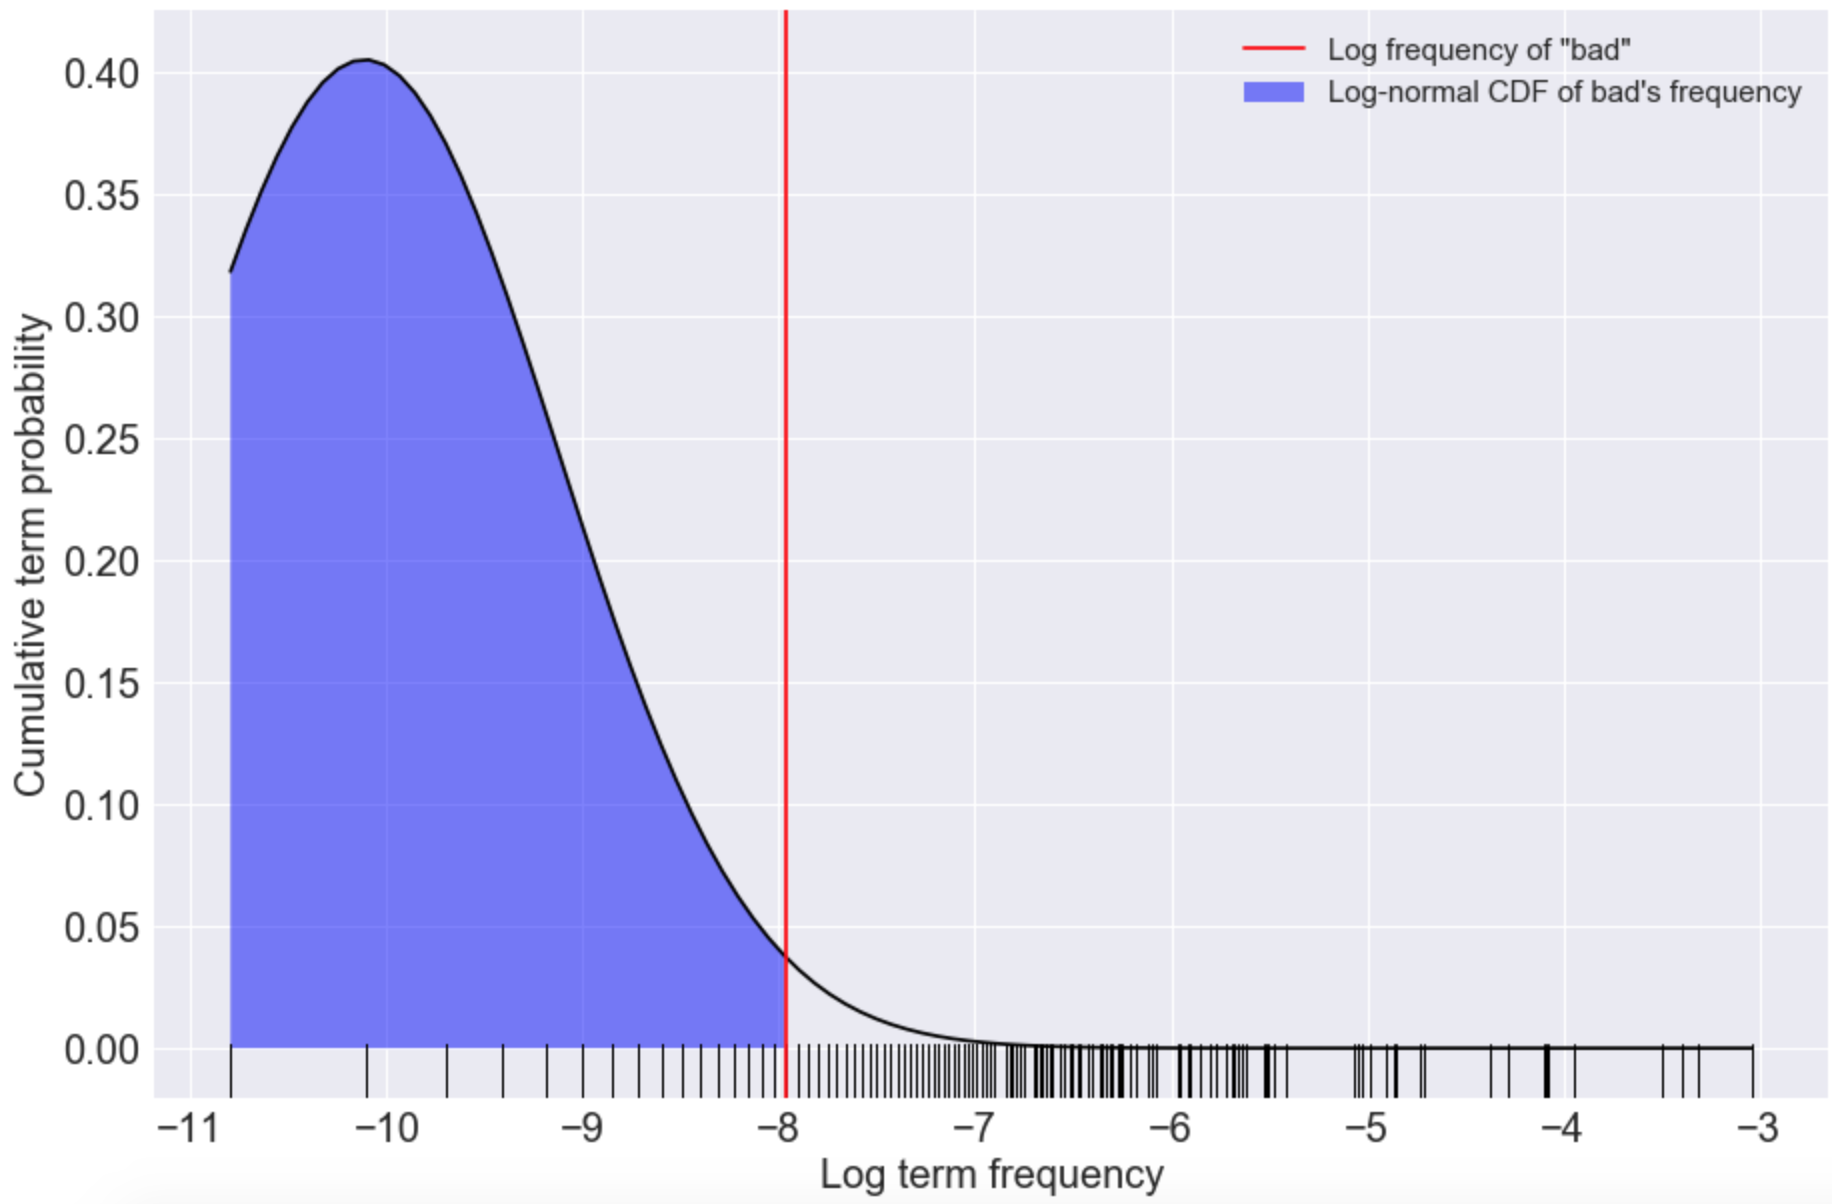 Log frequency of "bad"
Log-normal CDF of bad's frequency
Cumulative term probability
0.40
0.35
0.30
0.25
0.20
0.15
0.10
0.05
0.00
−11 −10 −9 −8 −7 −6 −5 −4 −3
Log term frequency